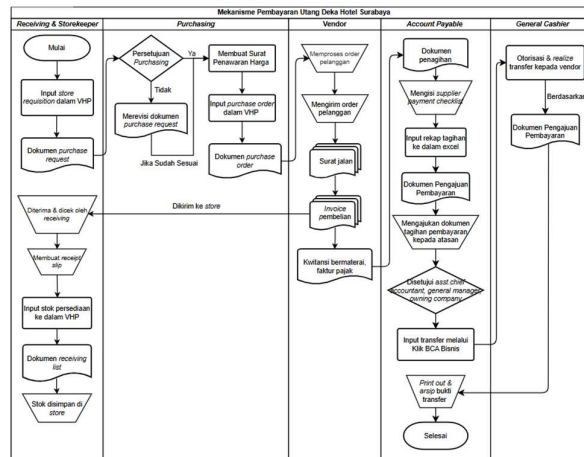 Mekanisme Pembayaran Utang Deka Hotel Surabaya
Receiving & Storekeeper
Purchasing
Vendor
Account Payable
General Cashier
Mulai
Input store
requisition dalam VHP
Dokumen purchase
request
Diterima & dicek oleh
receiving
Membuat receipt
slip
Input stok persediaan
ke dalam VHP
Dokumen receiving
list
Stok disimpan di
store
Persetujuan
Purchasing
Ya
Tidak
Merevisi dokumen
purchase request
Jika Sudah Sesuai
Membuat Surat
Penawaran Harga
Input purchase order
dalam VHP
Dokumen purchase
order
Dikirim ke store
Memproses order
pelanggan
Mengirim order
pelanggan
Surat jalan
Invoice
pembelian
Kwitansi bermaterai,
faktur pajak
Dokumen
penagihan
Mengisi supplier
payment checklist
Input rekap tagihan
ke dalam excel
Dokumen Pengajuan
Pembayaran
Mengajukan dokumen
tagihan pembayaran
kepada atasan
Disetujui asst chief
accountant, general manager,
owning company
Input transfer melalui
Klik BCA Bisnis
Print out &
arsip bukti
transfer
Selesai
Otorisasi & realize
transfer kepada vendor
Berdasarkan
Dokumen Pengajuan
Pembayaran